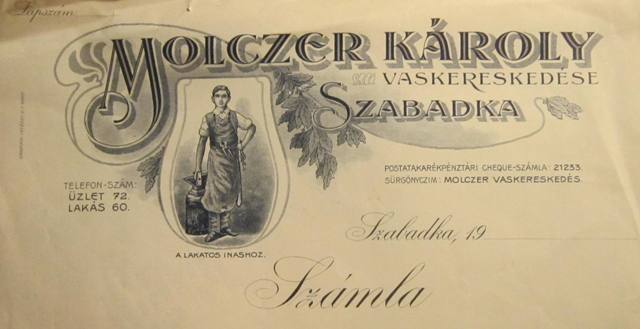 Lapszám:
MOLCZER KÁROLY
VASKERESKEDÉSE
SZABADKA
POSTATAKARÉKPÉNZTÁRI CHEQUE-SZÁMLA: 21233.
SÜRGÖNYCZIM: MOLCZER VASKERESKEDÉS.
TELEFON-SZÁM:
ÜZLET 72.
LAKÁS 60.
A LAKATOS INASHOZ.
Szabadka, 19
Számla